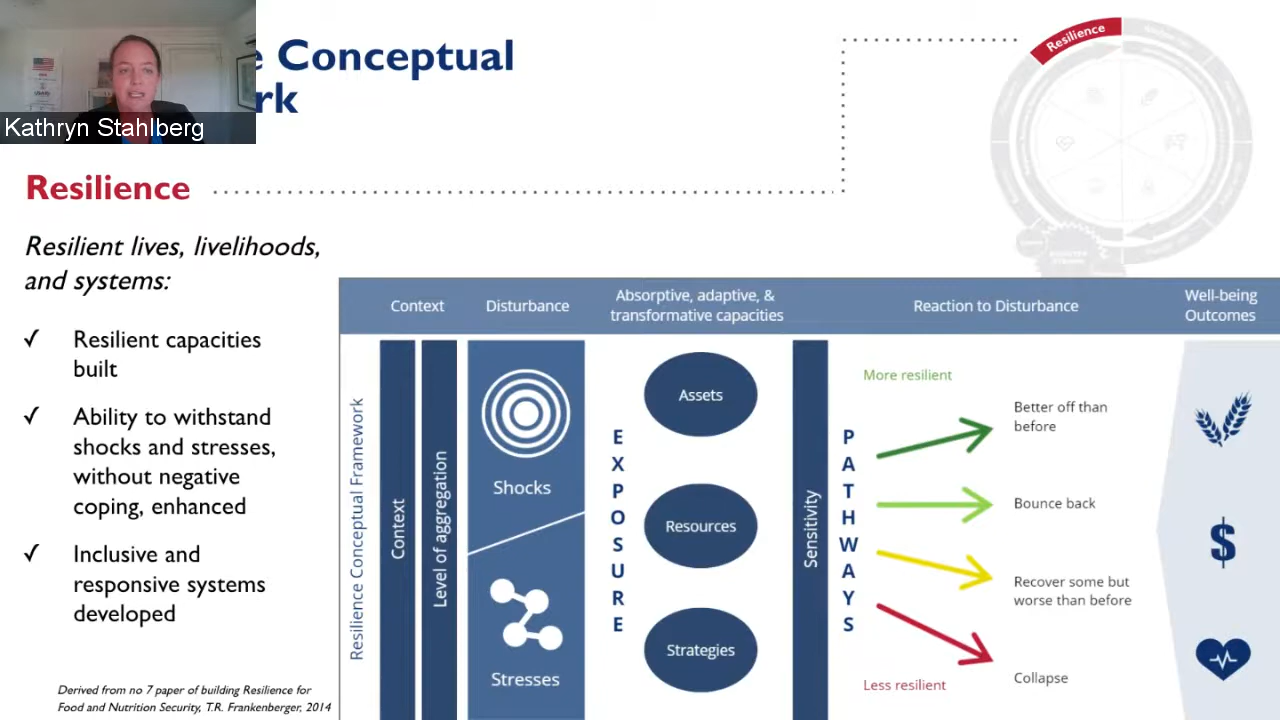 e Conceptual
rk
Kathryn Stahlberg
Resilience
Resilience
Resilient lives, livelihoods,
and systems:
✓ Resilient capacities
built
✓ Ability to withstand
shocks and stresses,
without negative
coping, enhanced
✓ Inclusive and
responsive systems
developed
Derived from no 7 paper of building Resilience for
Food and Nutrition Security, T.R. Frankenberger, 2014
Context
Disturbance
Absorptive, adaptive, &
transformative capacities
Reaction to Disturbance
Well-being
Outcomes
Resilience Conceptual Framework
Context
Level of aggregation
Shocks
Stresses
EXPOSURE
Assets
Resources
Strategies
Sensitivity
PATHWAYS
More resilient
Better off than
before
Bounce back
Recover some but
worse than before
Collapse
Less resilient